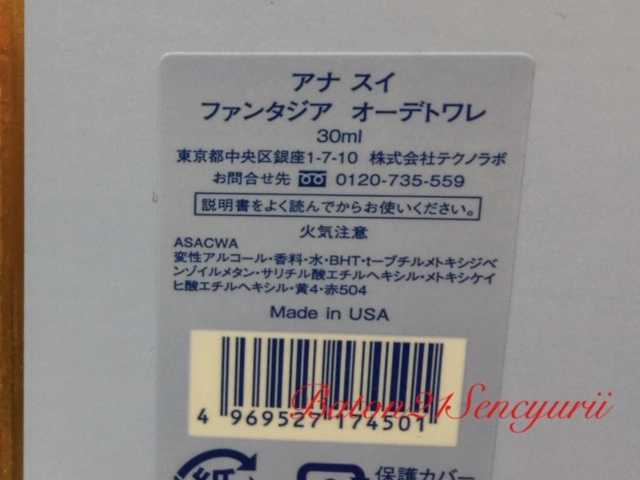 アナ スイ
ファンタジア オーデトワレ
30ml
東京都中央区銀座1-7-10 株式会社テクノラボ
お問合せ先 0120-735-559
説明書をよく読んでからお使いください。
火気注意
ASACWA
変性アルコール・香料・水・BHT・t-ブチルメトキシジベ
ンゾイルメタン・サリチル酸エチルヘキシル・メトキシケイ
ヒ酸エチルヘキシル・黄4・赤504
Made in USA
4 969527 174501
Baton21Sencyurii
紙
保護カバー